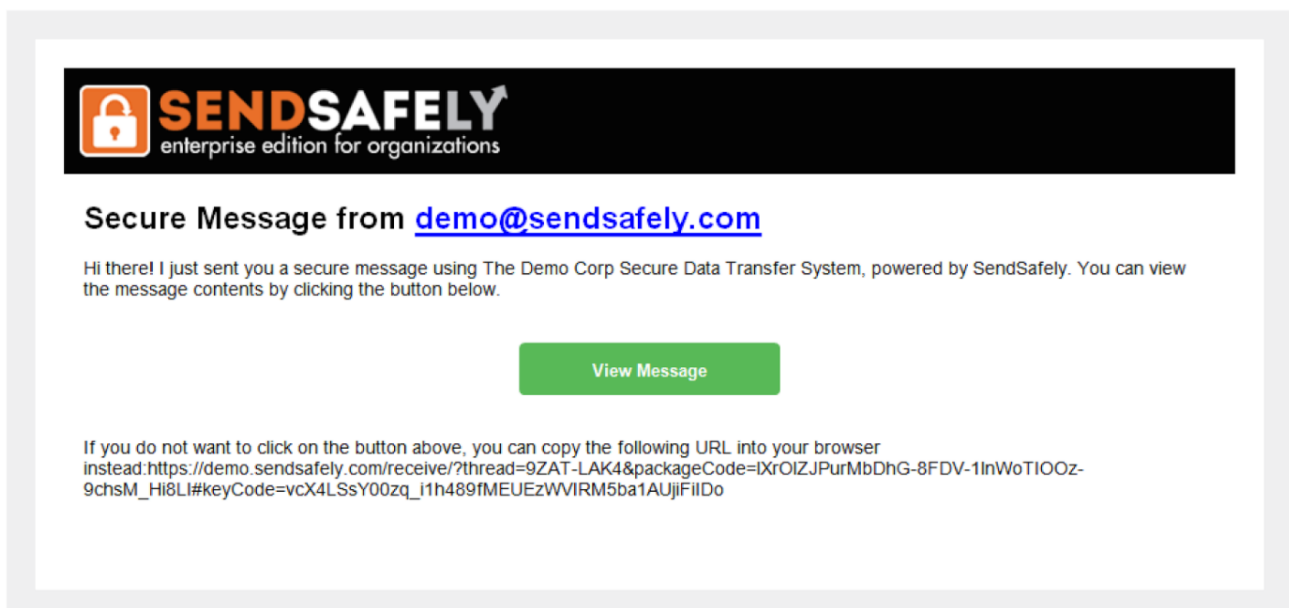 SENDSAFELY
enterprise edition for organizations
Secure Message from demo@sendsafely.com
Hi there! I just sent you a secure message using The Demo Corp Secure Data Transfer System, powered by SendSafely. You can view
the message contents by clicking the button below.
View Message
If you do not want to click on the button above, you can copy the following URL into your browser
instead:https://demo.sendsafely.com/receive/?thread=9ZAT-LAK4&packageCode=lXrOlZJPurMbDhG-8FDV-1InWoTIOOz-
9chsM_Hi8LI#keyCode=vcX4LSsY00zq_i1h489fMEUEzWVIRM5ba1AUjiFiIDo